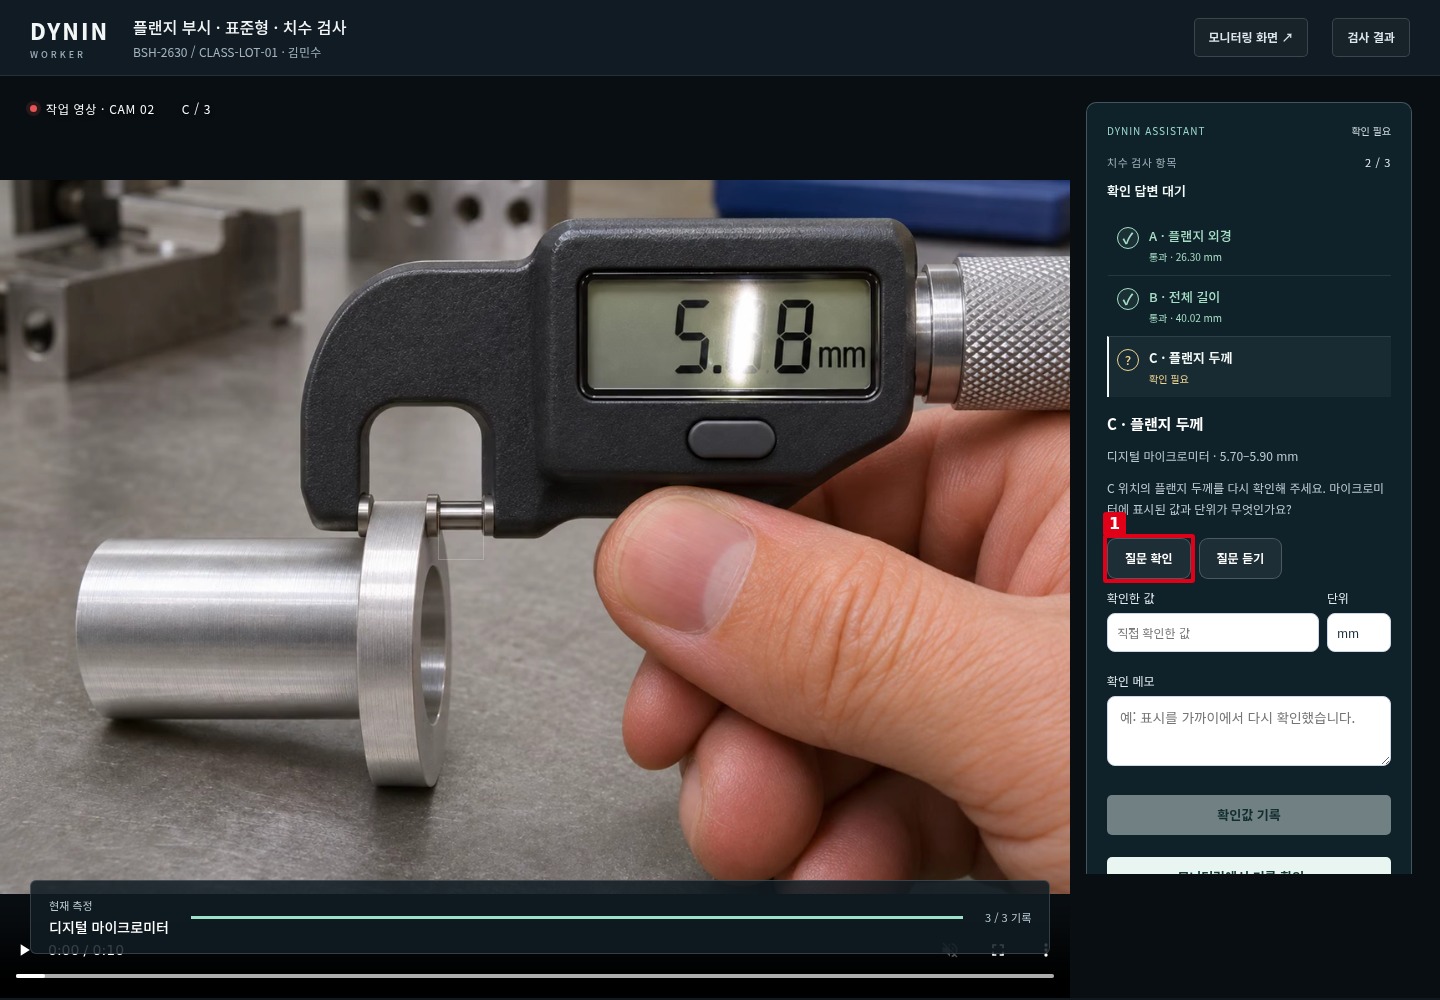 DYNIN
WORKER
플랜지 부시 · 표준형 · 치수 검사
BSH-2630 / CLASS-LOT-01 · 김민수
모니터링 화면 ↗
검사 결과
작업 영상 · CAM 02
C / 3
5. 8 mm
현재 측정
디지털 마이크로미터
3 / 3 기록
0:00 / 0:10
DYNIN ASSISTANT
확인 필요
치수 검사 항목
2 / 3
확인 답변 대기
A · 플랜지 외경
통과 · 26.30 mm
B · 전체 길이
통과 · 40.02 mm
?
C · 플랜지 두께
확인 필요
C · 플랜지 두께
디지털 마이크로미터 · 5.70–5.90 mm
C 위치의 플랜지 두께를 다시 확인해 주세요. 마이크로미
터에 표시된 값과 단위가 무엇인가요?
1
질문 확인
질문 듣기
확인한 값
단위
직접 확인한 값
mm
확인 메모
예: 표시를 가까이에서 다시 확인했습니다.
확인값 기록